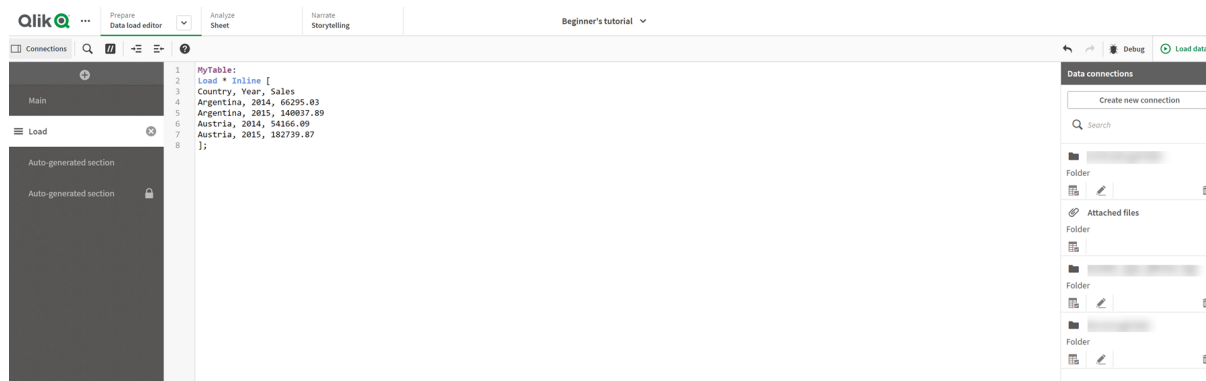 Qlik
Prepare
Data load editor
Analyze
Sheet
Narrate
Storytelling
Beginner's tutorial
Connections
Debug
Load data
Main
Load
Auto-generated section
Auto-generated section
1 MyTable:
2 Load * Inline [
3 Country, Year, Sales
4 Argentina, 2014, 66295.03
5 Argentina, 2015, 140037.89
6 Austria, 2014, 54166.09
7 Austria, 2015, 182739.87
8 ];
Data connections
Create new connection
Search
Folder
Attached files
Folder
Folder
Folder